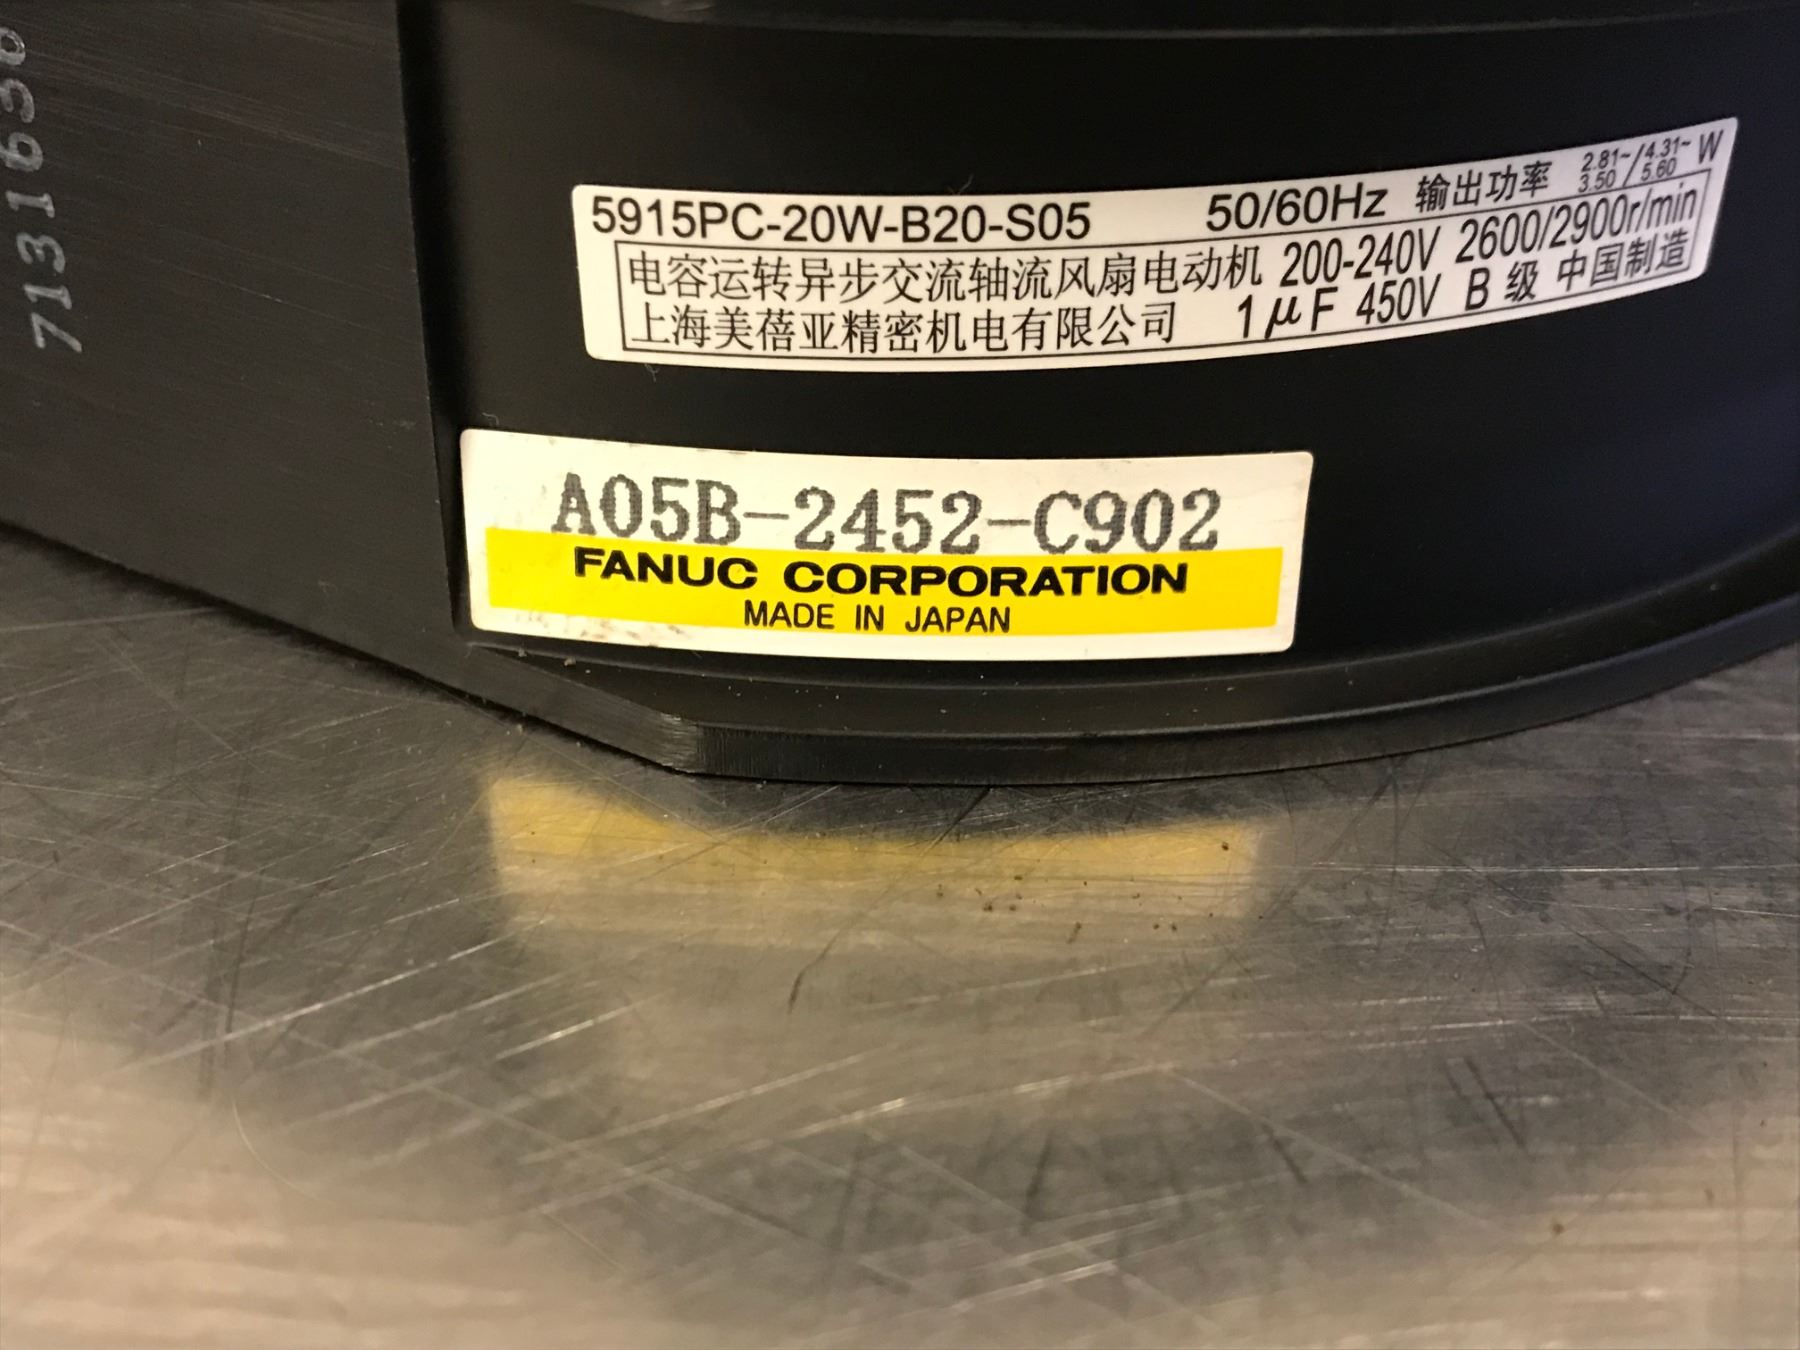 7131636
5915PC-20W-B20-S05 50/60Hz 输出功率 2.81~/4.31~ W
3.50 / 5.60
电容运转异步交流轴流风扇电动机 200-240V 2600/2900r/min
上海美蓓亚精密机电有限公司 1μF 450V B 级 中国制造
A05B-2452-C902
FANUC CORPORATION
MADE IN JAPAN